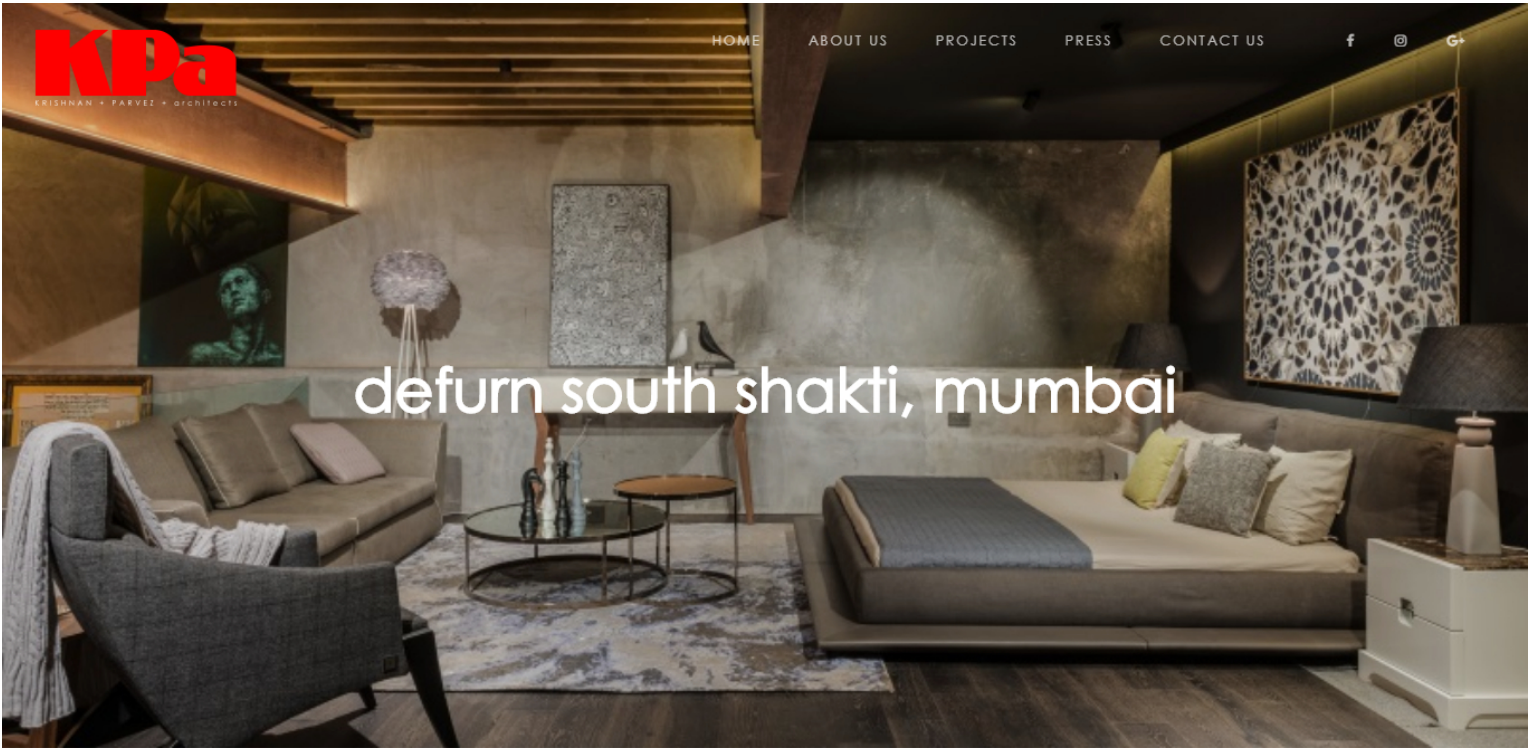 KPa
KRISHNAN + PARVEZ + architects
HOME ABOUT US PROJECTS PRESS CONTACT US f G+
defurn south shakti, mumbai